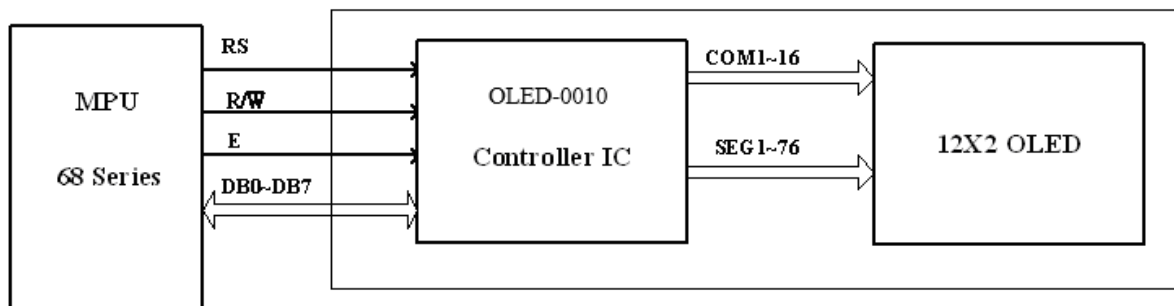 MPU
68 Series
RS
R/W̅
E
DB0~DB7
OLED-0010
Controller IC
COM1~16
SEG1~76
12X2 OLED